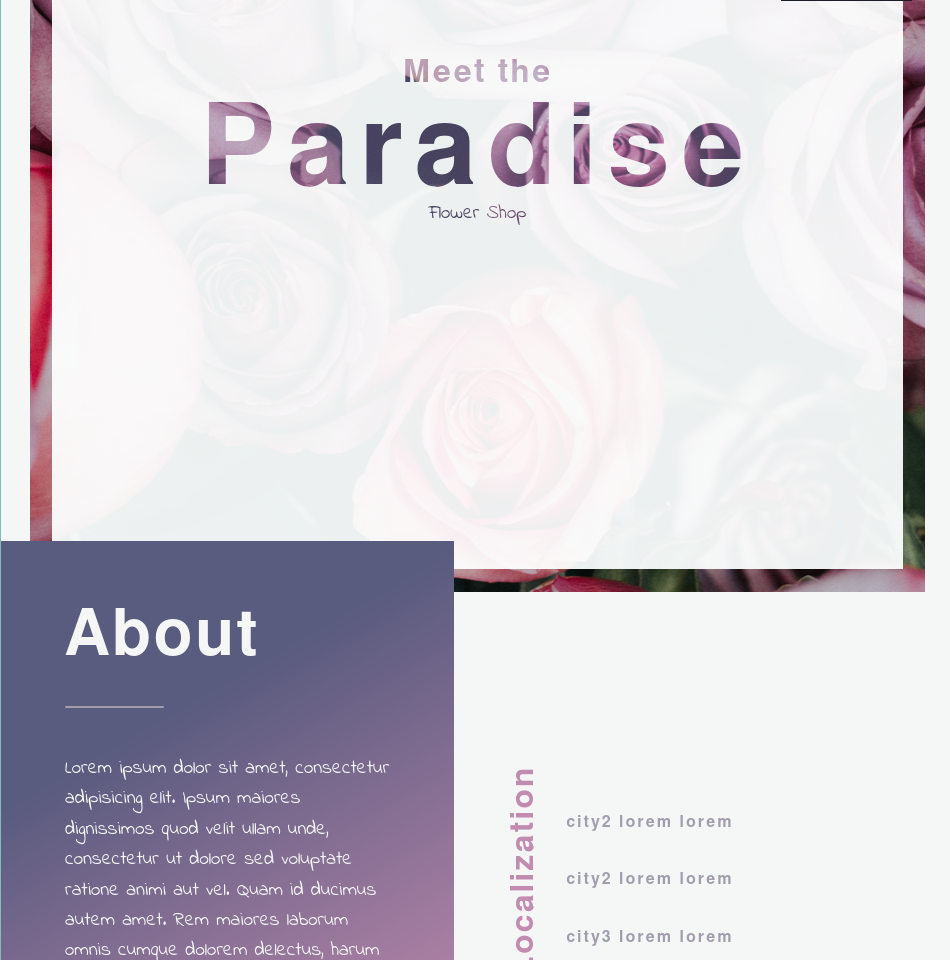 Meet the
Paradise
Flower Shop
About
Lorem ipsum dolor sit amet, consectetur
adipisicing elit. Ipsum maiores
dignissimos quod velit ullam unde,
consectetur ut dolore sed voluptate
ratione animi aut vel. Quam id ducimus
autem amet. Rem maiores laborum
omnis cumque dolorem delectus, harum
ocalization
city2 lorem lorem
city2 lorem lorem
city3 lorem lorem